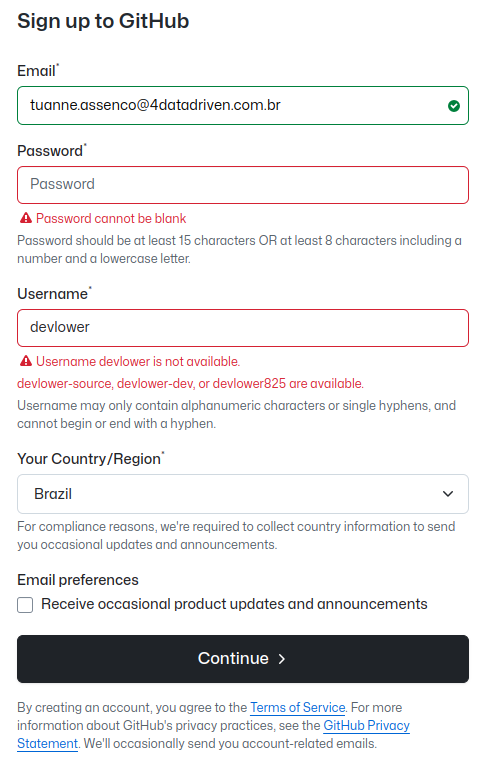 Sign up to GitHub
Email*
tuanne.assenco@4datadriven.com.br
Password*
Password
Password cannot be blank
Password should be at least 15 characters OR at least 8 characters including a
number and a lowercase letter.
Username*
devlower
Username devlower is not available.
devlower-source, devlower-dev, or devlower825 are available.
Username may only contain alphanumeric characters or single hyphens, and
cannot begin or end with a hyphen.
Your Country/Region*
Brazil
For compliance reasons, we're required to collect country information to send
you occasional updates and announcements.
Email preferences
Receive occasional product updates and announcements
Continue
By creating an account, you agree to the Terms of Service. For more
information about GitHub's privacy practices, see the GitHub Privacy
Statement. We'll occasionally send you account-related emails.